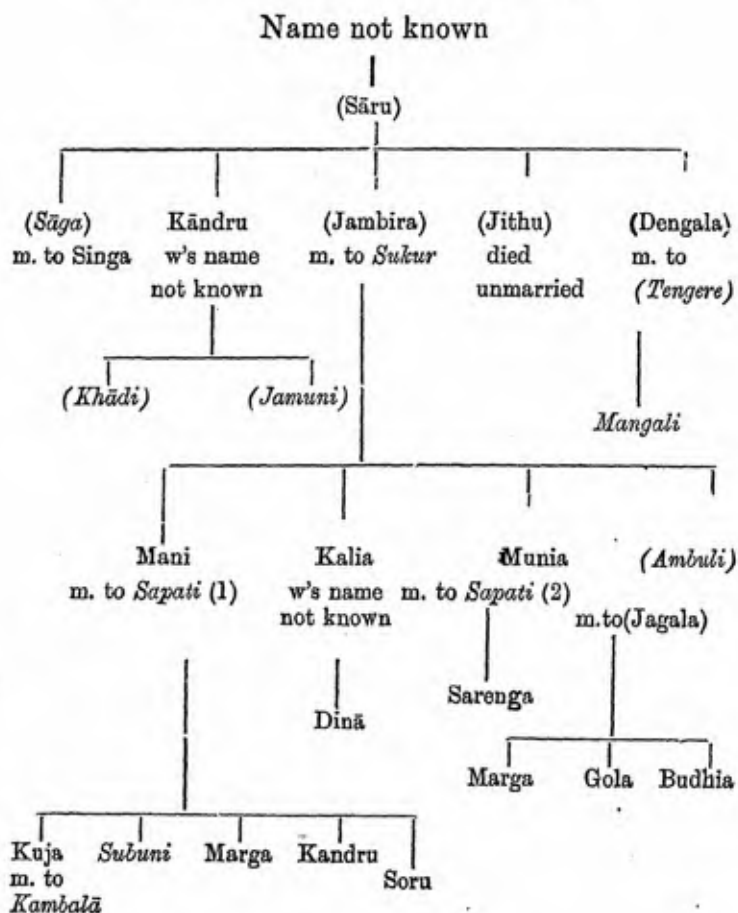 Name not known
(Sāru)
(Sāga) Kāndru (Jambira) (Jithu) (Dengala)
m. to Singa w's name m. to Sukur died m. to
not known unmarried (Tengere)
(Khādi) (Jamuni)
Mangali
Mani Kalia Munia (Ambuli)
m. to Sapati (1) w's name m. to Sapati (2)
not known m.to(Jagala)
Sarenga
Dinā
Marga Gola Budhia
Kuja Subuni Marga Kandru
m. to Soru
Kambalā